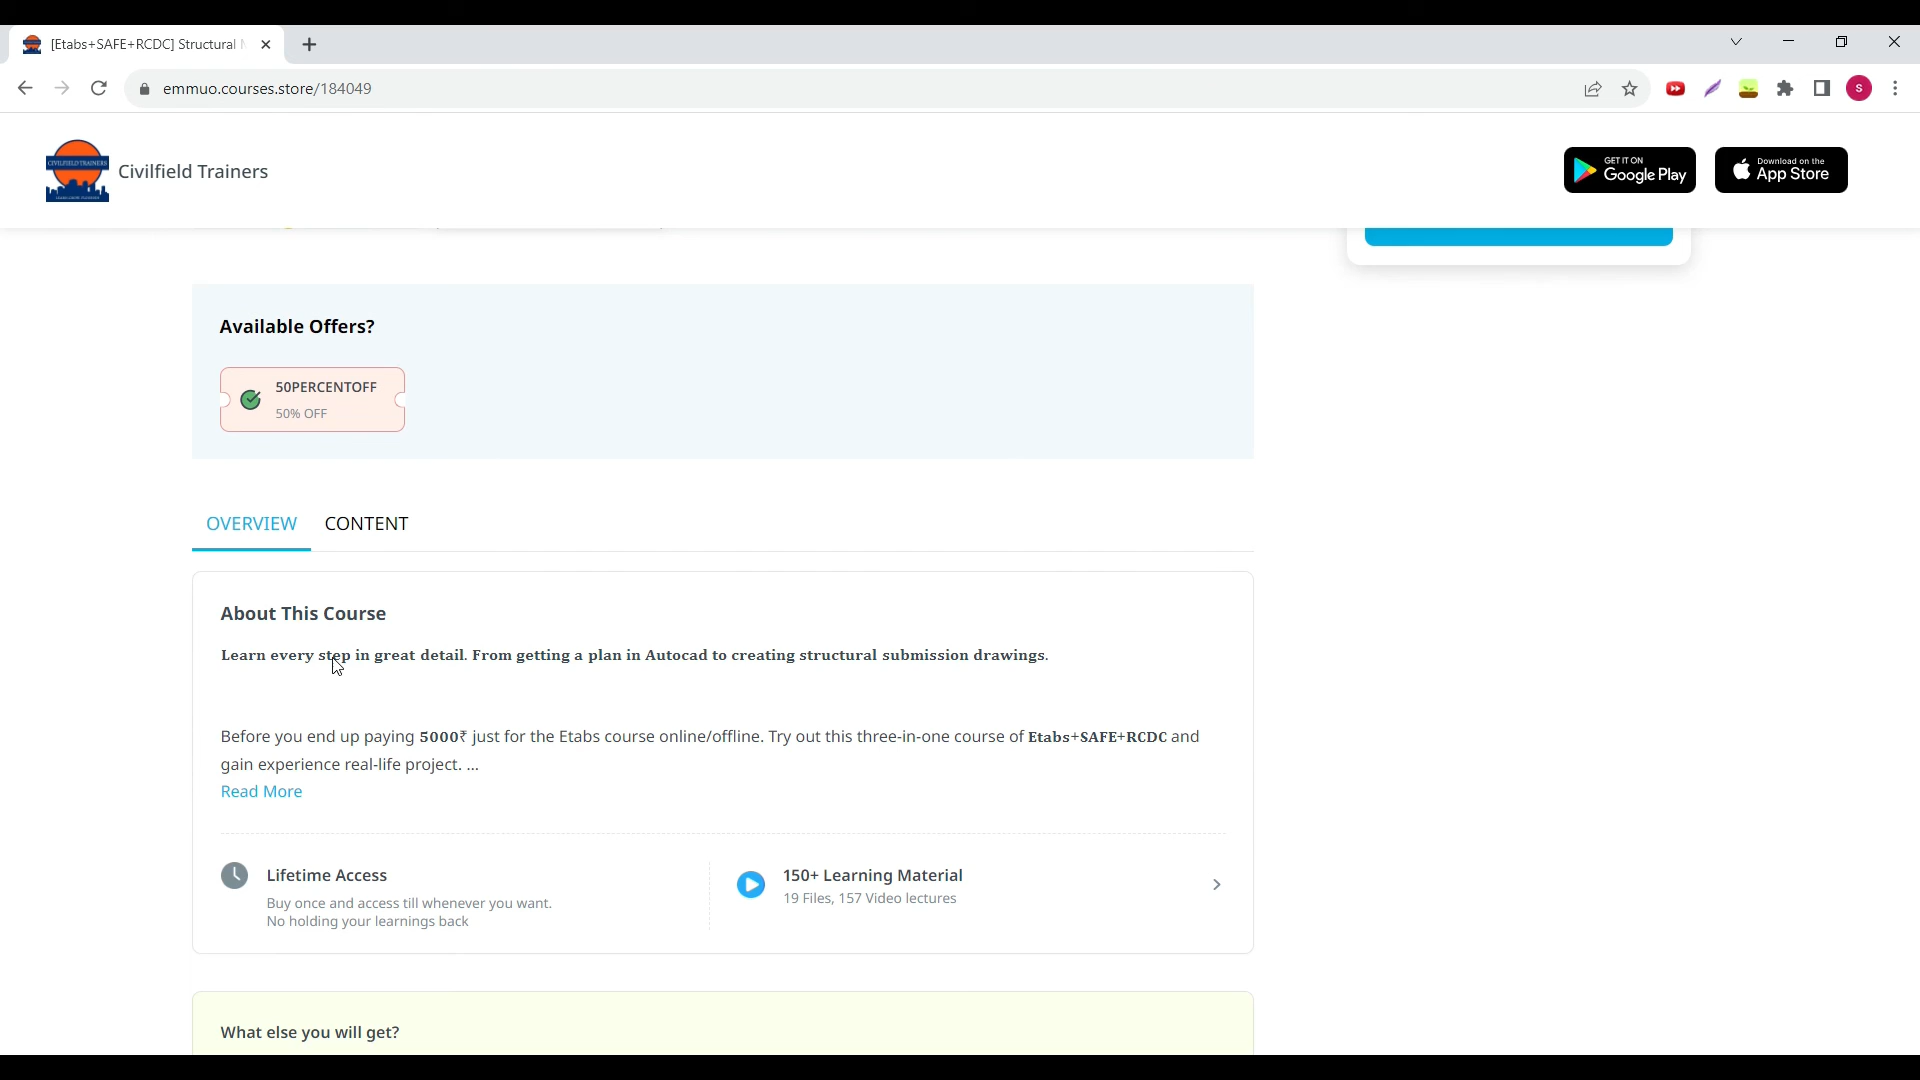 [Etabs+SAFE+RCDC] Structural
emmuo.courses.store/184049
S
CIVILFIELD TRAINERS
Civilfield Trainers
GET IT ON
Google Play
Download on the
App Store
Available Offers?
50PERCENTOFF
50% OFF
OVERVIEW CONTENT
About This Course
Learn every step in great detail. From getting a plan in Autocad to creating structural submission drawings.
Before you end up paying 5000₹ just for the Etabs course online/offline. Try out this three-in-one course of Etabs+SAFE+RCDC and
gain experience real-life project. ...
Read More
Lifetime Access
Buy once and access till whenever you want.
No holding your learnings back
150+ Learning Material
19 Files, 157 Video lectures
What else you will get?